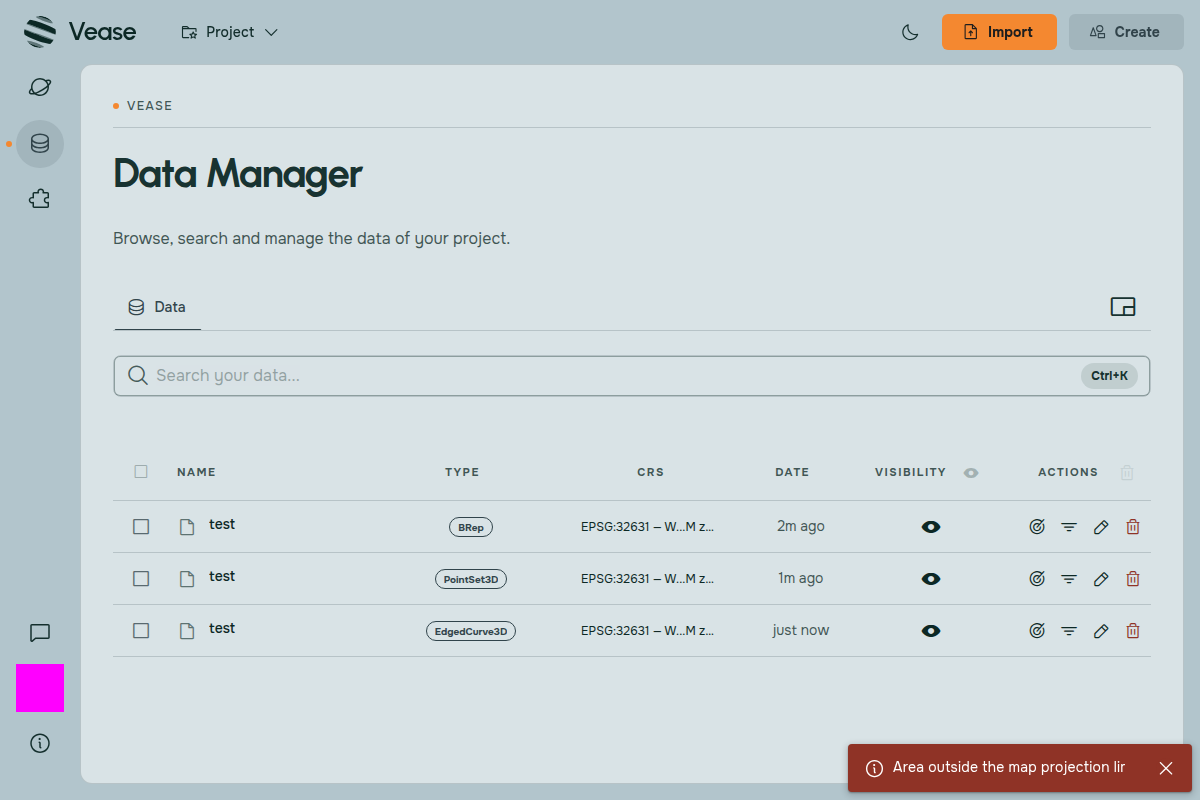 Vease
Project
Import
Create
VEASE
Data Manager
Browse, search and manage the data of your project.
Data
Search your data...
Ctrl+K
NAME TYPE CRS DATE VISIBILITY ACTIONS
test BRep EPSG:32631 – W...M z... 2m ago
test PointSet3D EPSG:32631 – W...M z... 1m ago
test EdgedCurve3D EPSG:32631 – W...M z... just now
Area outside the map projection lir